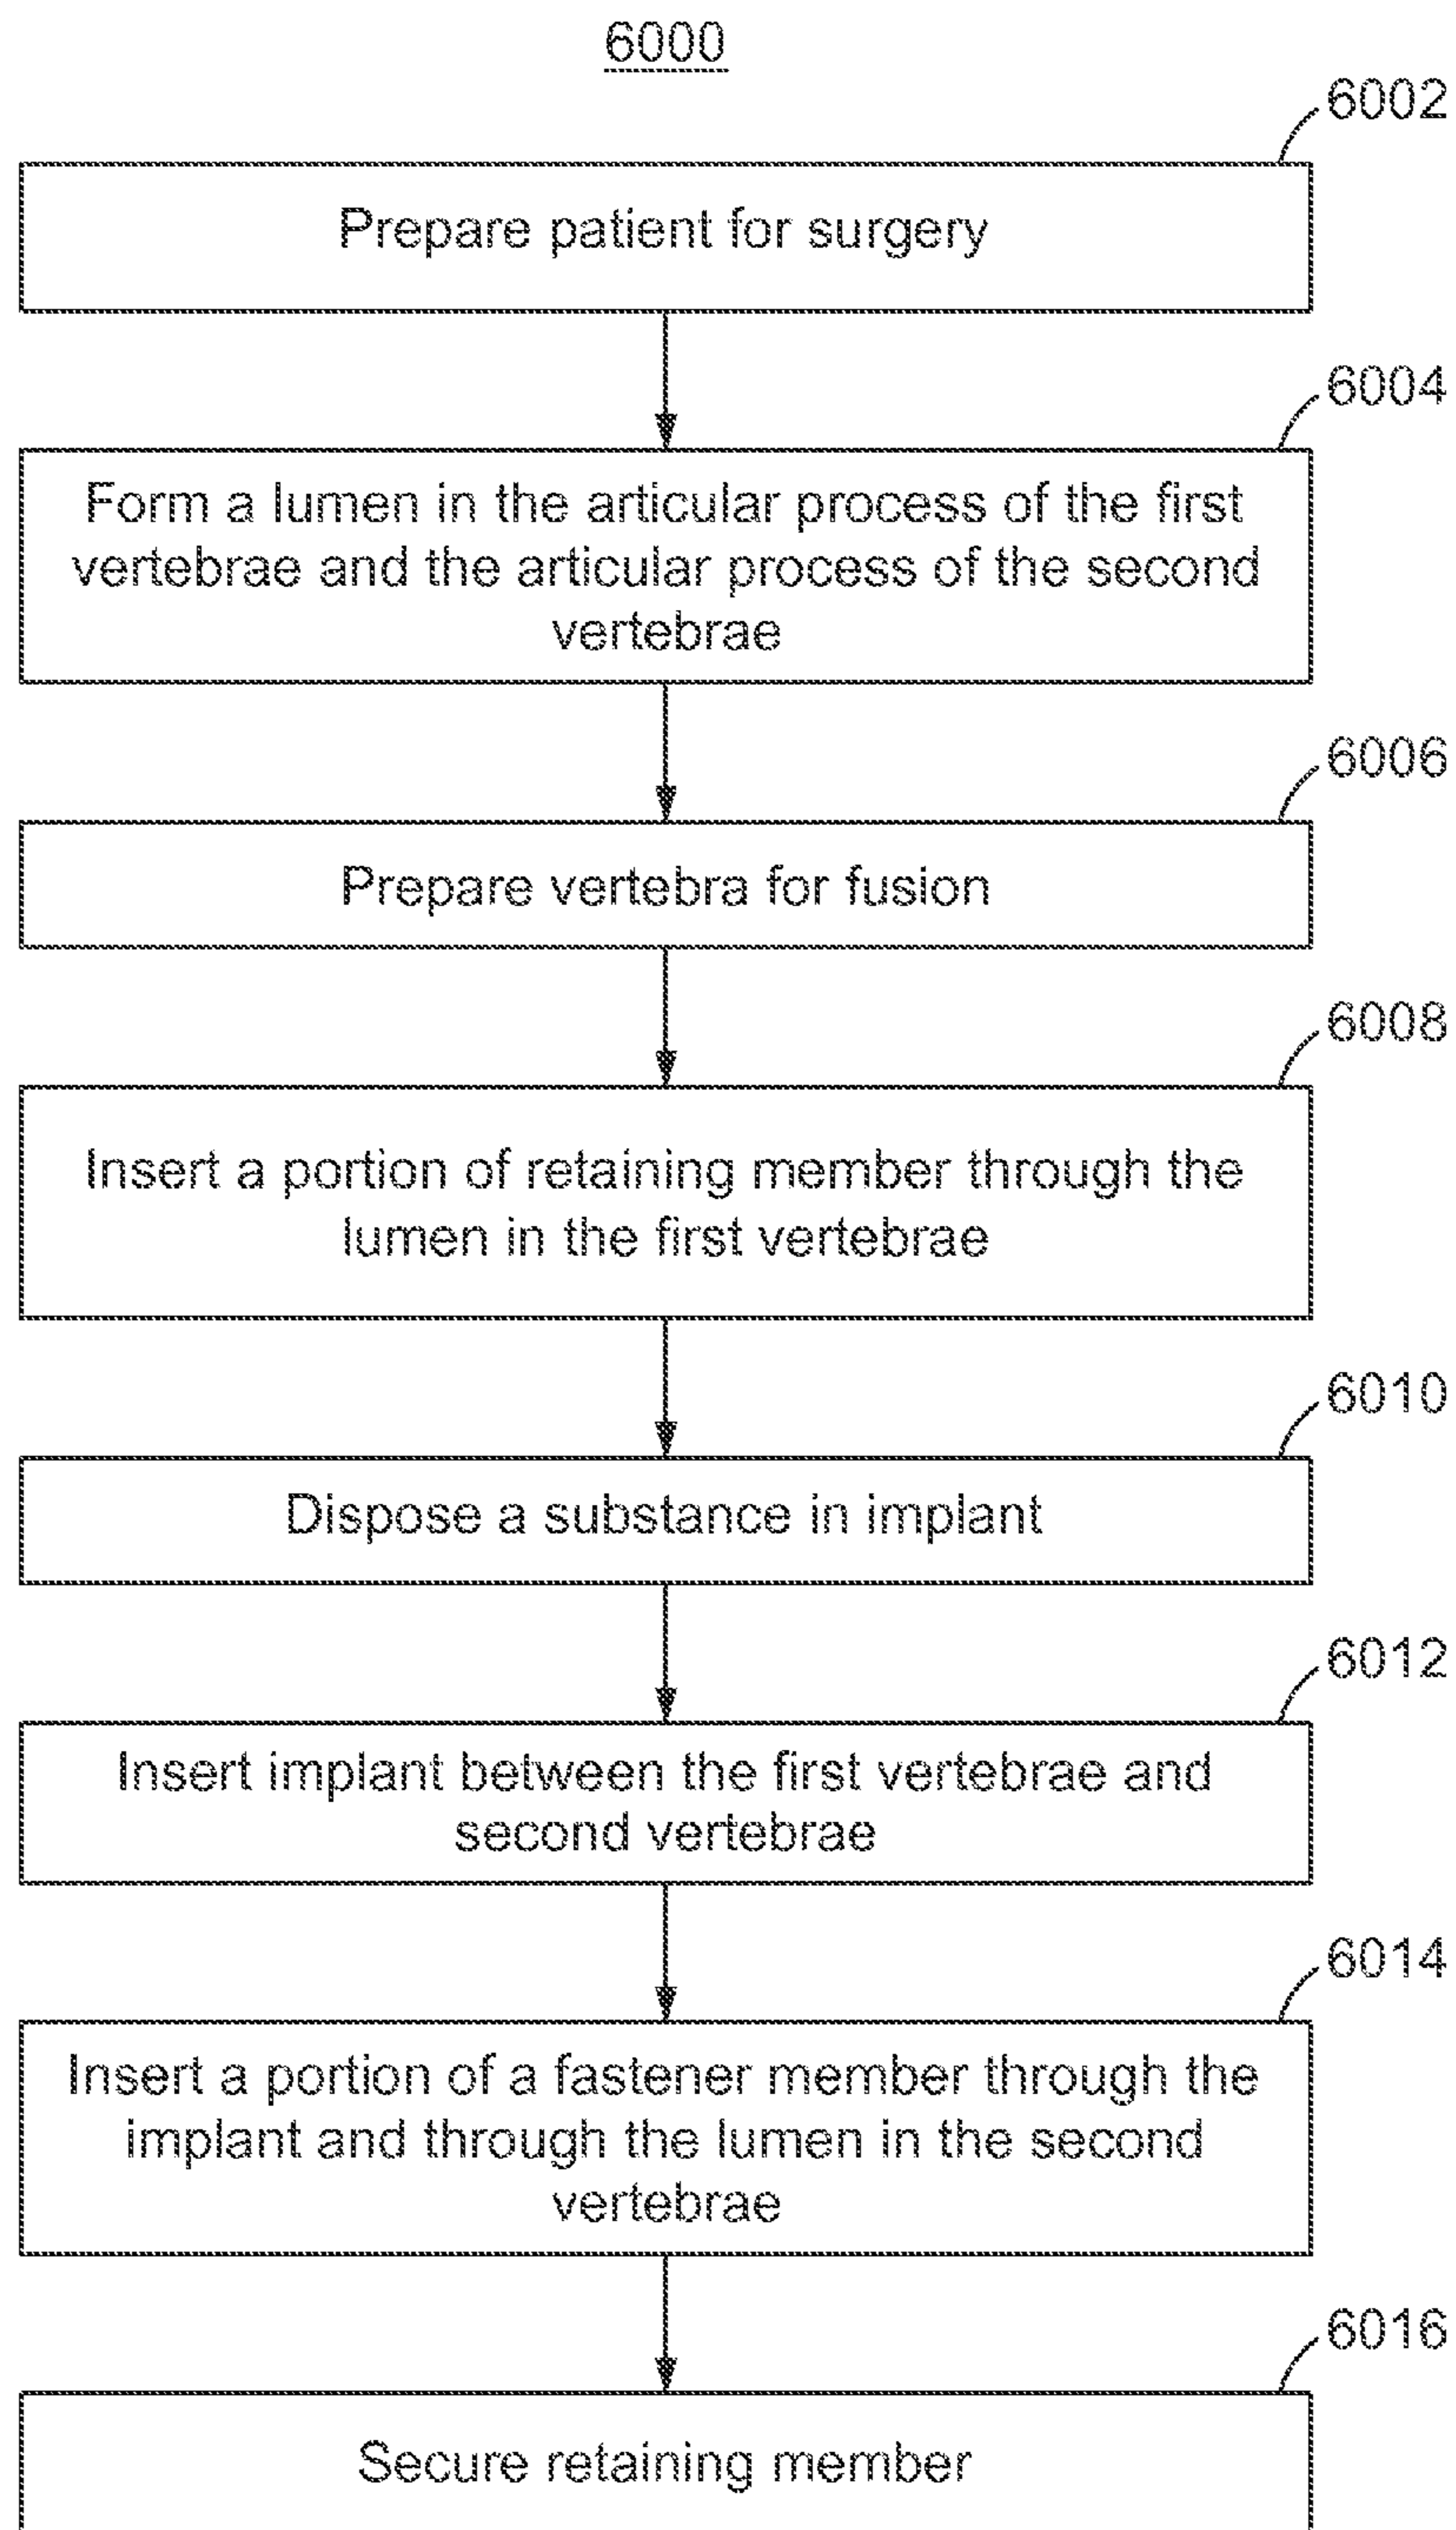 6000
6002
Prepare patient for surgery
6004
Form a lumen in the articular process of the first
vertebrae and the articular process of the second
vertebrae
6006
Prepare vertebra for fusion
6008
Insert a portion of retaining member through the
lumen in the first vertebrae
6010
Dispose a substance in implant
6012
Insert implant between the first vertebrae and
second vertebrae
6014
Insert a portion of a fastener member through the
implant and through the lumen in the second
vertebrae
6016
Secure retaining member